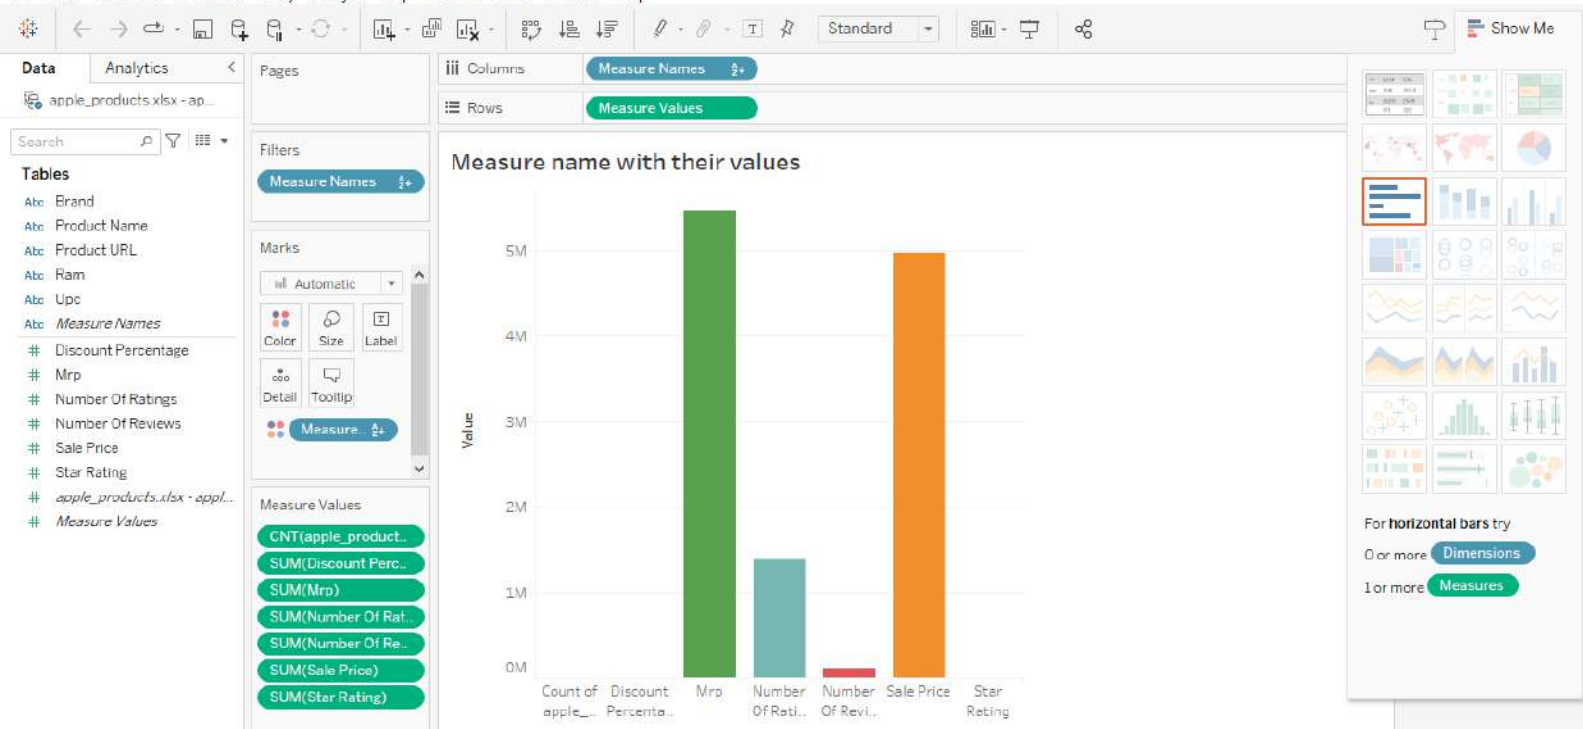 Standard
Show Me
Data
Analytics
apple_products.xlsx - ap...
Search
Tables
Abc Brand
Abc Product Name
Abc Product URL
Abc Ram
Abc Upc
Abc Measure Names
# Discount Percentage
# Mrp
# Number Of Ratings
# Number Of Reviews
# Sale Price
# Star Rating
# apple_products.xlsx - appl...
# Measure Values
Pages
Filters
Measure Names
Marks
Automatic
Color
Size
Label
Detail
Tooltip
Measure..
Measure Values
CNT(apple_product..
SUM(Discount Perc..
SUM(Mrp)
SUM(Number Of Rat..
SUM(Number Of Re..
SUM(Sale Price)
SUM(Star Rating)
Columns
Measure Names
Rows
Measure Values
Measure name with their values
Value
5M
4M
3M
2M
1M
0M
Count of apple_..
Discount Percenta..
Mrp
Number Of Rati..
Number Of Revi..
Sale Price
Star Rating
For horizontal bars try
0 or more Dimensions
1 or more Measures